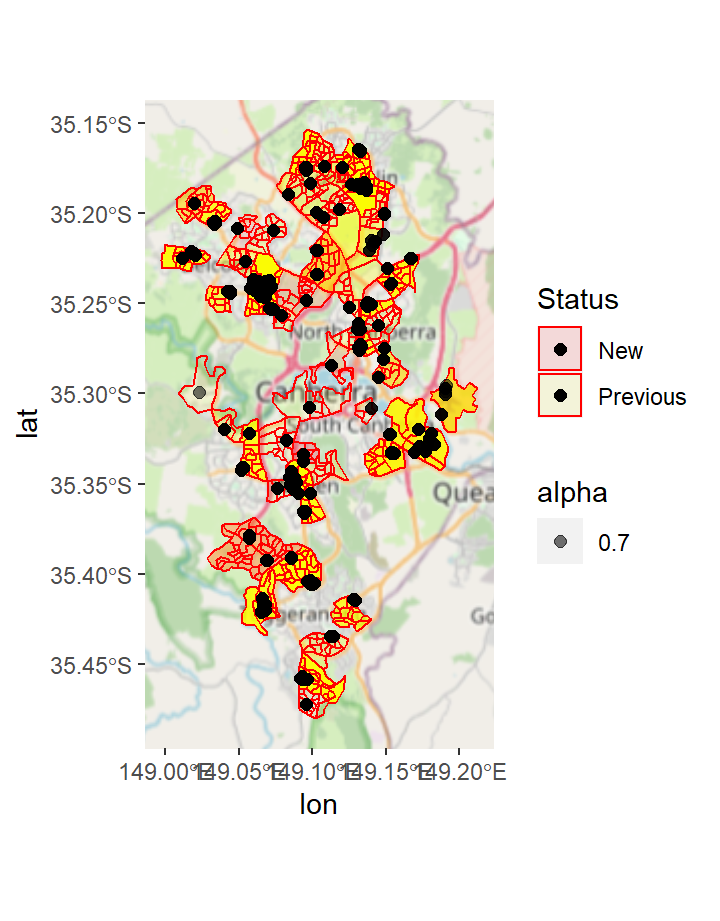 35.15°S
35.20°S
35.25°S
35.30°S
35.35°S
35.40°S
35.45°S
lat
North
erra
Canberra
South Canb
Quea
ggeran
Go
149.00°E
149.05°E
149.10°E
149.15°E
149.20°E
lon
Status
New
Previous
alpha
0.7